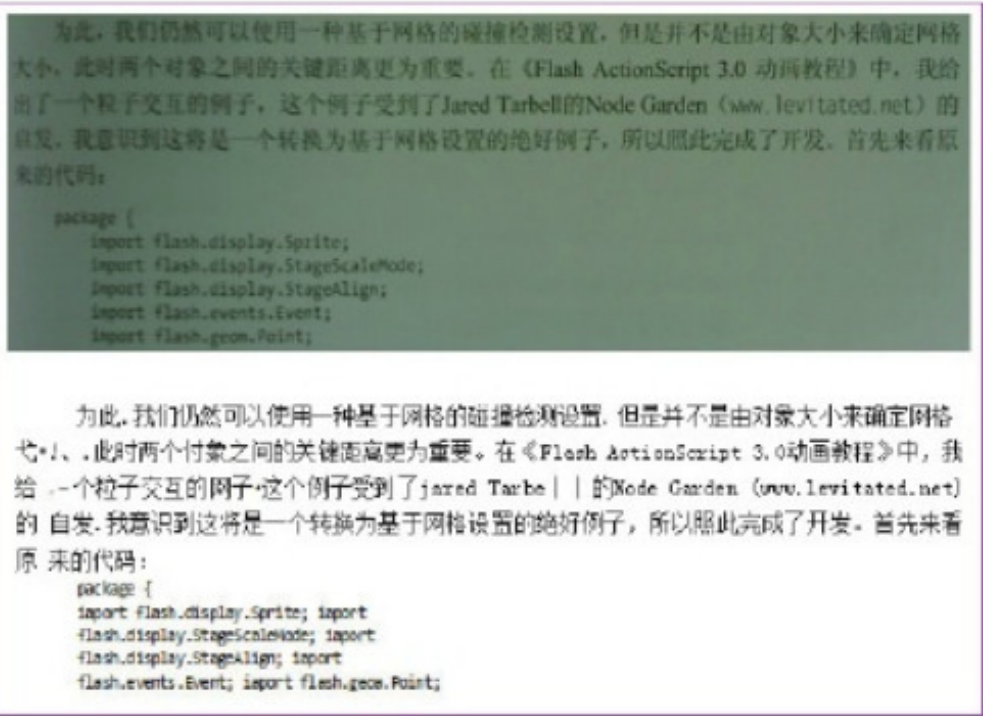 为此，我们仍然可以使用一种基于网格的碰撞检测设置，但是并不是由对象大小来确定网格
大小，此时两个对象之间的关键距离更为重要。在《Flash ActionScript 3.0 动画教程》中，我给
出了一个粒子交互的例子，这个例子受到了Jared Tarbell的Node Garden（www.levitated.net）的
启发，我意识到这将是一个转换为基于网格设置的绝好例子，所以照此完成了开发。首先来看原
来的代码：
package {
import flash.display.Sprite;
import flash.display.StageScaleMode;
import flash.display.StageAlign;
import flash.events.Event;
import flash.geom.Point;
为此.我们仍然可以使用一种基于网格的碰撞检测设置.但是并不是由对象大小来确定网格
弋•/、.此时两个付象之间的关键距离更为重要。在《Flash ActionScript 3.0动画教程》中，我
给 .-个粒子交互的网子•这个例子受到了jared Tarbe||的Node Garden (www.levitated.net)
的 自发.我意识到这将是一个转换为基于网格设置的绝好例子，所以照此完成了开发。首先来看
原 来的代码：
package {
import flash.display.Sprite; import
flash.display.StageScaleMode; import
flash.display.StageAlign; import
flash.events.Event; import flash.geom.Point;